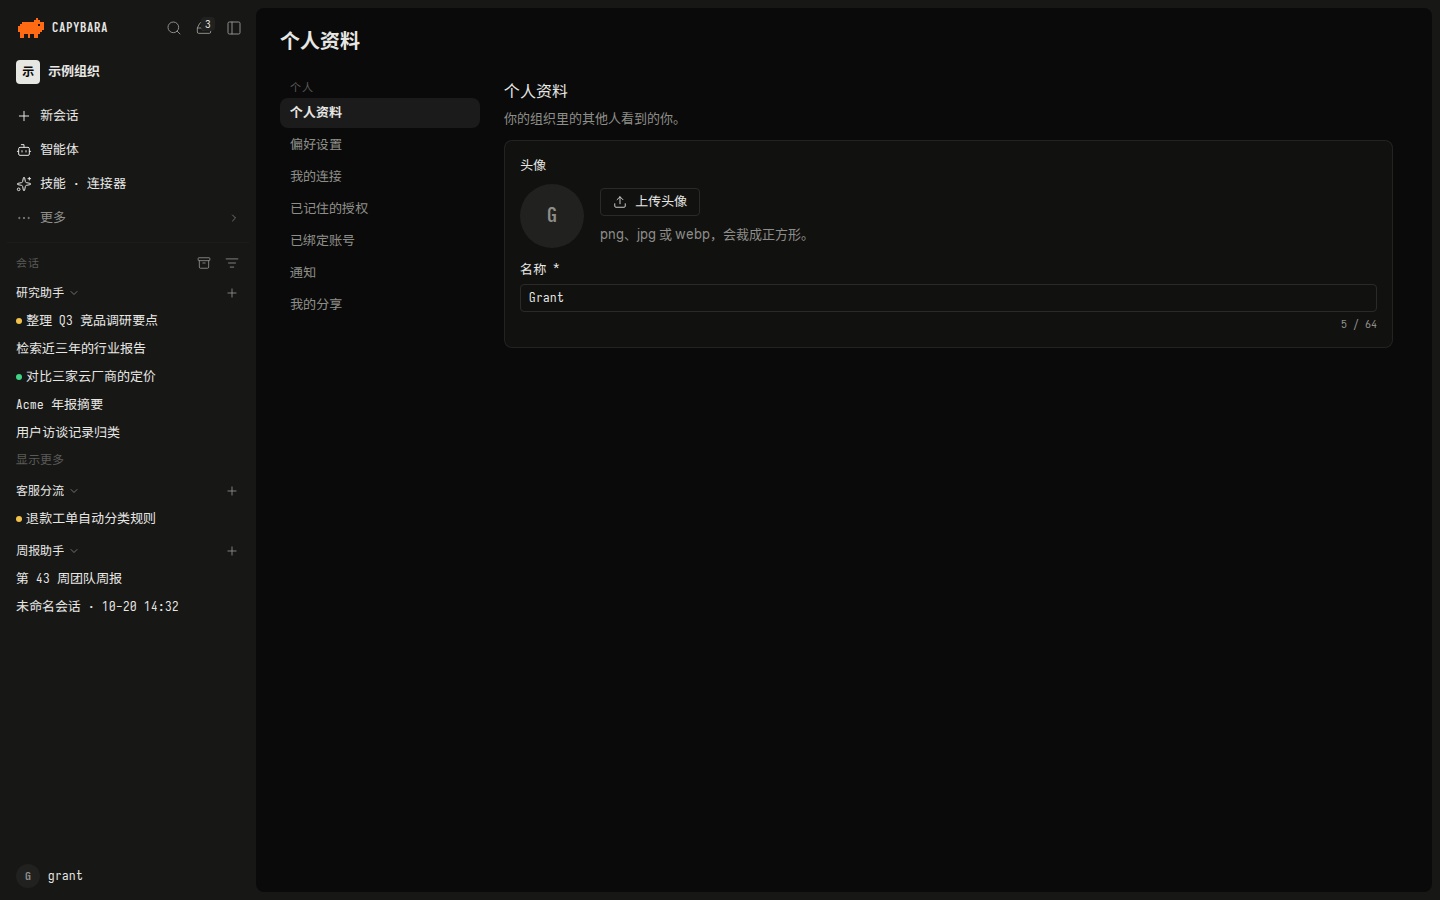 CAPYBARA
3
示 示例组织
新会话
智能体
技能 · 连接器
更多
会话
研究助手
整理 Q3 竞品调研要点
检索近三年的行业报告
对比三家云厂商的定价
Acme 年报摘要
用户访谈记录归类
显示更多
客服分流
退款工单自动分类规则
周报助手
第 43 周团队周报
未命名会话 · 10-20 14:32
G grant
个人资料
个人
个人资料
偏好设置
我的连接
已记住的授权
已绑定账号
通知
我的分享
个人资料
你的组织里的其他人看到的你。
头像
G
上传头像
png、jpg 或 webp，会裁成正方形。
名称 *
Grant
5 / 64